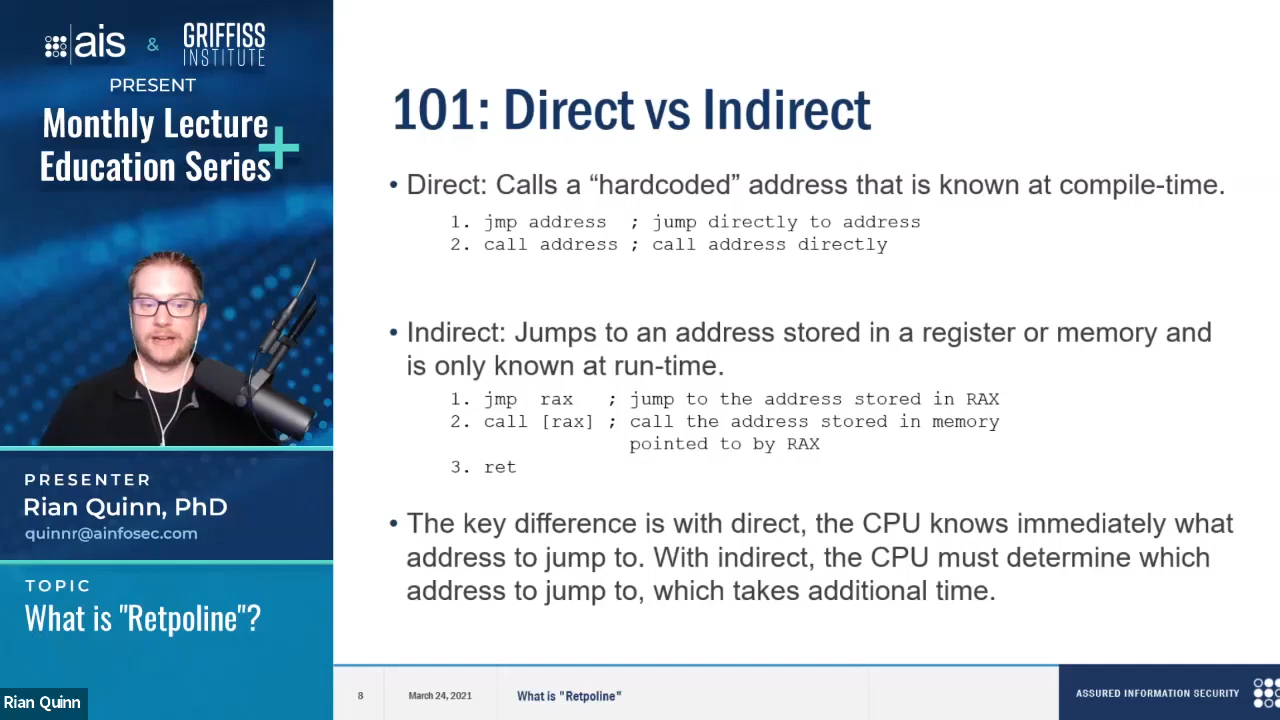 ais & GRIFFISS
INSTITUTE
PRESENT
Monthly Lecture
Education Series
PRESENTER
Rian Quinn, PhD
quinnr@ainfosec.com
TOPIC
What is "Retpoline"?
Rian Quinn
101: Direct vs Indirect
• Direct: Calls a “hardcoded” address that is known at compile-time.
1. jmp address ; jump directly to address
2. call address ; call address directly
• Indirect: Jumps to an address stored in a register or memory and
is only known at run-time.
1. jmp rax ; jump to the address stored in RAX
2. call [rax] ; call the address stored in memory
pointed to by RAX
3. ret
• The key difference is with direct, the CPU knows immediately what
address to jump to. With indirect, the CPU must determine which
address to jump to, which takes additional time.
8 March 24, 2021 What is "Retpoline" ASSURED INFORMATION SECURITY